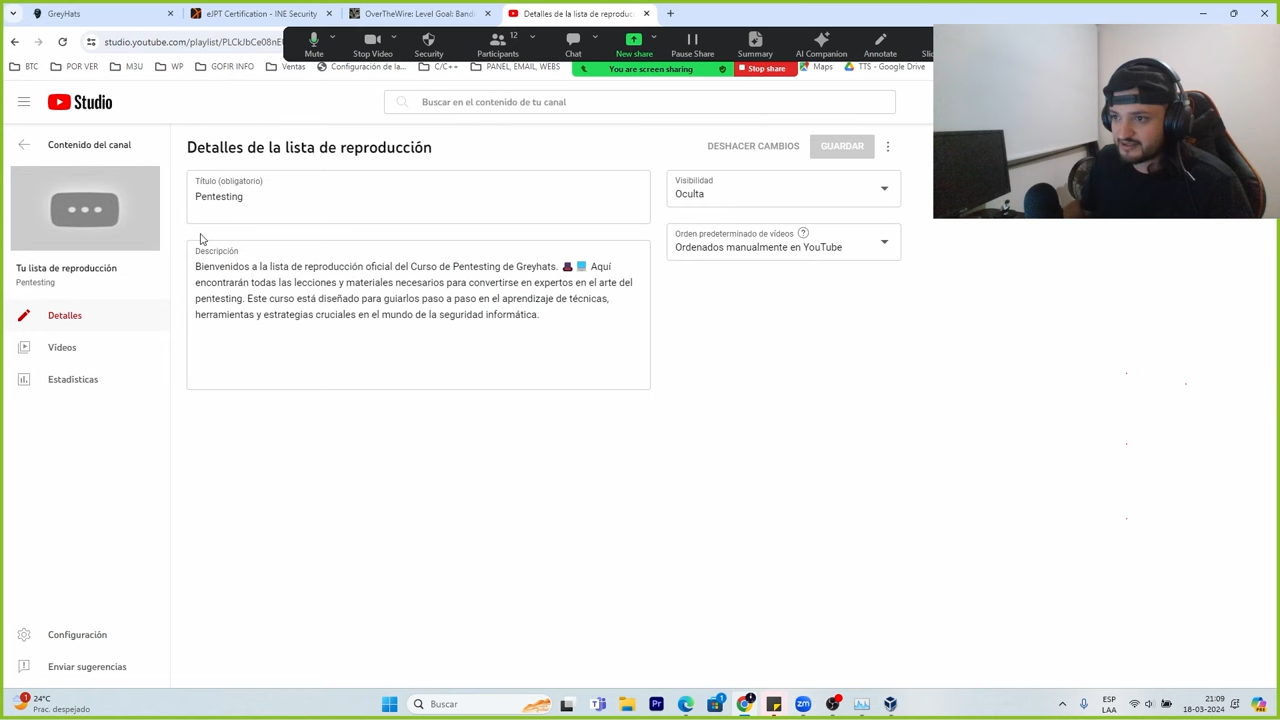 GreyHats
eJPT Certification - INE Security
OverTheWire: Level Goal: Band
Detalles de la lista de reproduc
studio.youtube.com/playlist/PLCkJbCe08nE
Mute
Stop Video
Security
Participants
12
Chat
New share
Pause Share
Summary
AI Companion
Annotate
BTC
POR VER
M3U
WP
GOPR INFO
Ventas
Configuración de la...
C/C++
PANEL, EMAIL, WEBS
You are screen sharing
Stop share
Maps
TTS - Google Drive
Studio
Buscar en el contenido de tu canal
Contenido del canal
Tu lista de reproducción
Pentesting
Detalles
Vídeos
Estadísticas
Configuración
Enviar sugerencias
Detalles de la lista de reproducción
DESHACER CAMBIOS
GUARDAR
Título (obligatorio)
Pentesting
Descripción
Bienvenidos a la lista de reproducción oficial del Curso de Pentesting de Greyhats. Aquí
encontrarán todas las lecciones y materiales necesarios para convertirse en expertos en el arte del
pentesting. Este curso está diseñado para guiarlos paso a paso en el aprendizaje de técnicas,
herramientas y estrategias cruciales en el mundo de la seguridad informática.
Visibilidad
Oculta
Orden predeterminado de vídeos
Ordenados manualmente en YouTube
24°C
Prac. despejado
Buscar
ESP
LAA
21:09
18-03-2024